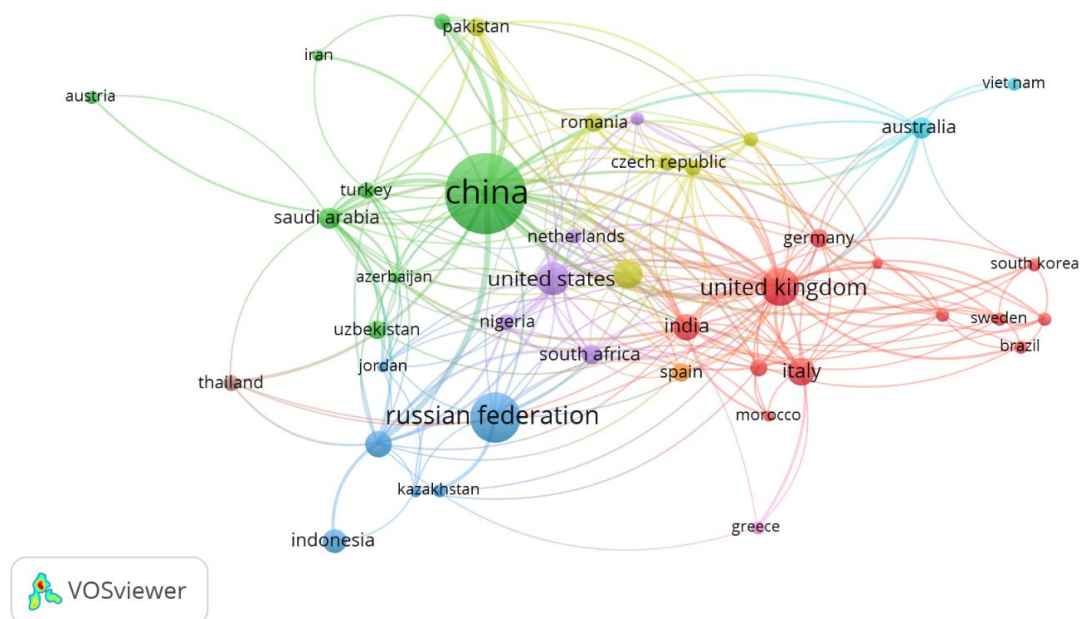 pakistan
iran
austria
viet nam
romania
australia
czech republic
china
turkey
saudi arabia
netherlands
germany
azerbaijan
united states
south korea
united kingdom
uzbekistan
nigeria
india
sweden
jordan
south africa
brazil
thailand
spain
italy
russian federation
morocco
kazakhstan
greece
indonesia
VOSviewer